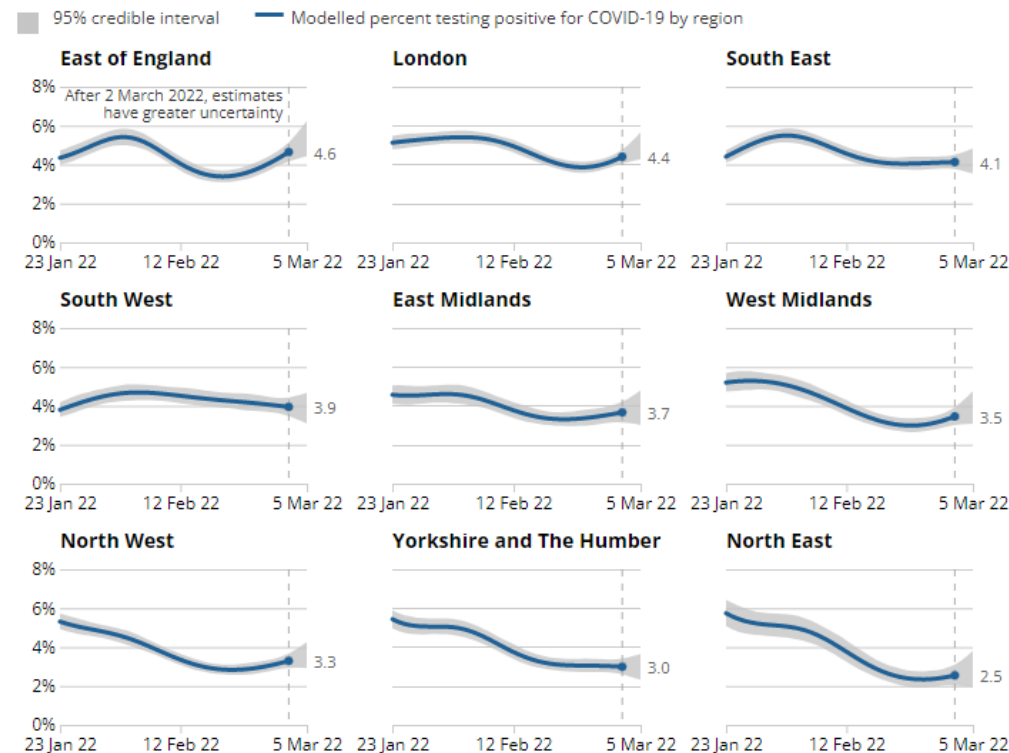 95% credible interval
Modelled percent testing positive for COVID-19 by region
East of England
London
South East
8%
After 2 March 2022, estimates
have greater uncertainty
6%
4%
2%
0%
4.6
4.4
4.1
23 Jan 22 12 Feb 22 5 Mar 22 23 Jan 22 12 Feb 22 5 Mar 22 23 Jan 22 12 Feb 22 5 Mar 22
South West
East Midlands
West Midlands
8%
6%
4%
2%
0%
3.9
3.7
3.5
23 Jan 22 12 Feb 22 5 Mar 22 23 Jan 22 12 Feb 22 5 Mar 22 23 Jan 22 12 Feb 22 5 Mar 22
North West
Yorkshire and The Humber
North East
8%
6%
4%
2%
0%
3.3
3.0
2.5
23 Jan 22 12 Feb 22 5 Mar 22 23 Jan 22 12 Feb 22 5 Mar 22 23 Jan 22 12 Feb 22 5 Mar 22